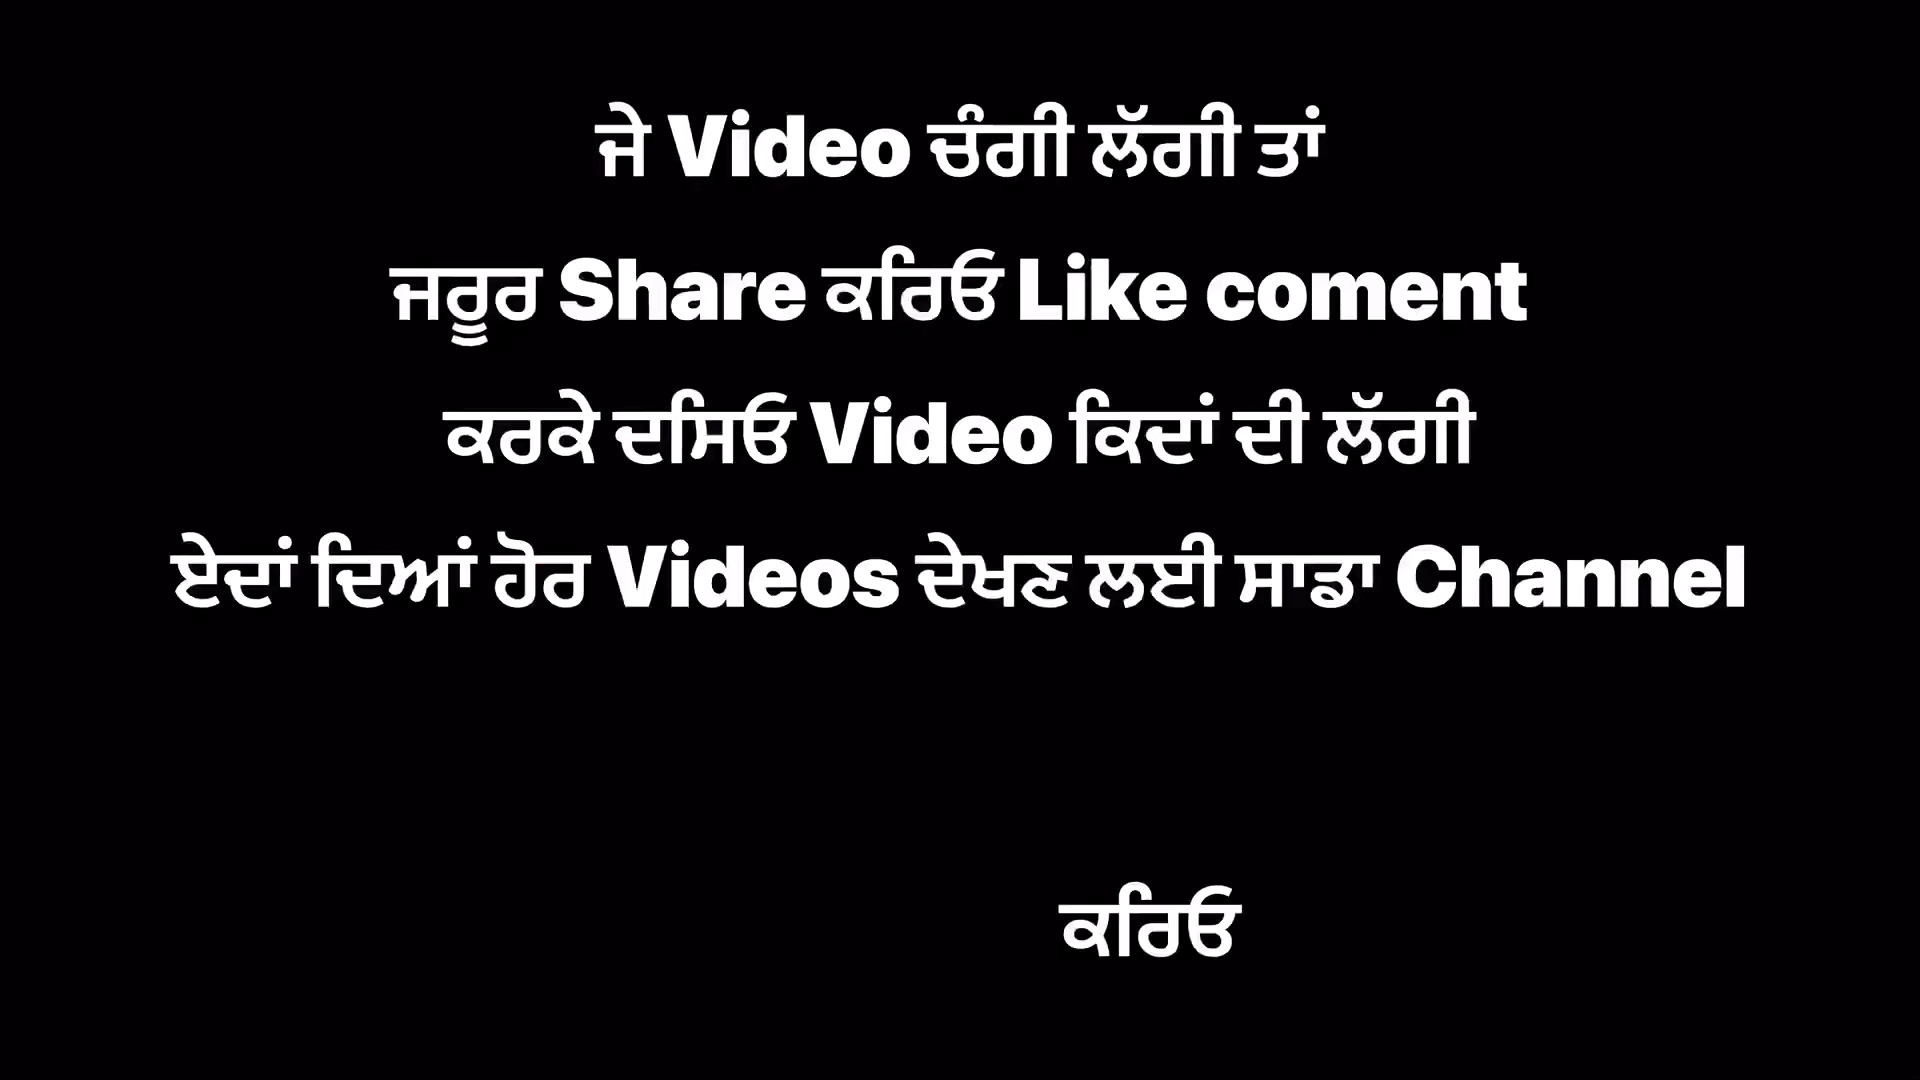 ਜੇ Video ਚੰਗੀ ਲੱਗੀ ਤਾਂ
ਜਰੂਰ Share ਕਰਿਓ Like coment
ਕਰਕੇ ਦਸਿਓ Video ਕਿਦਾਂ ਦੀ ਲੱਗੀ
ਏਦਾਂ ਦਿਆਂ ਹੋਰ Videos ਦੇਖਣ ਲਈ ਸਾਡਾ Channel
ਕਰਿਓ